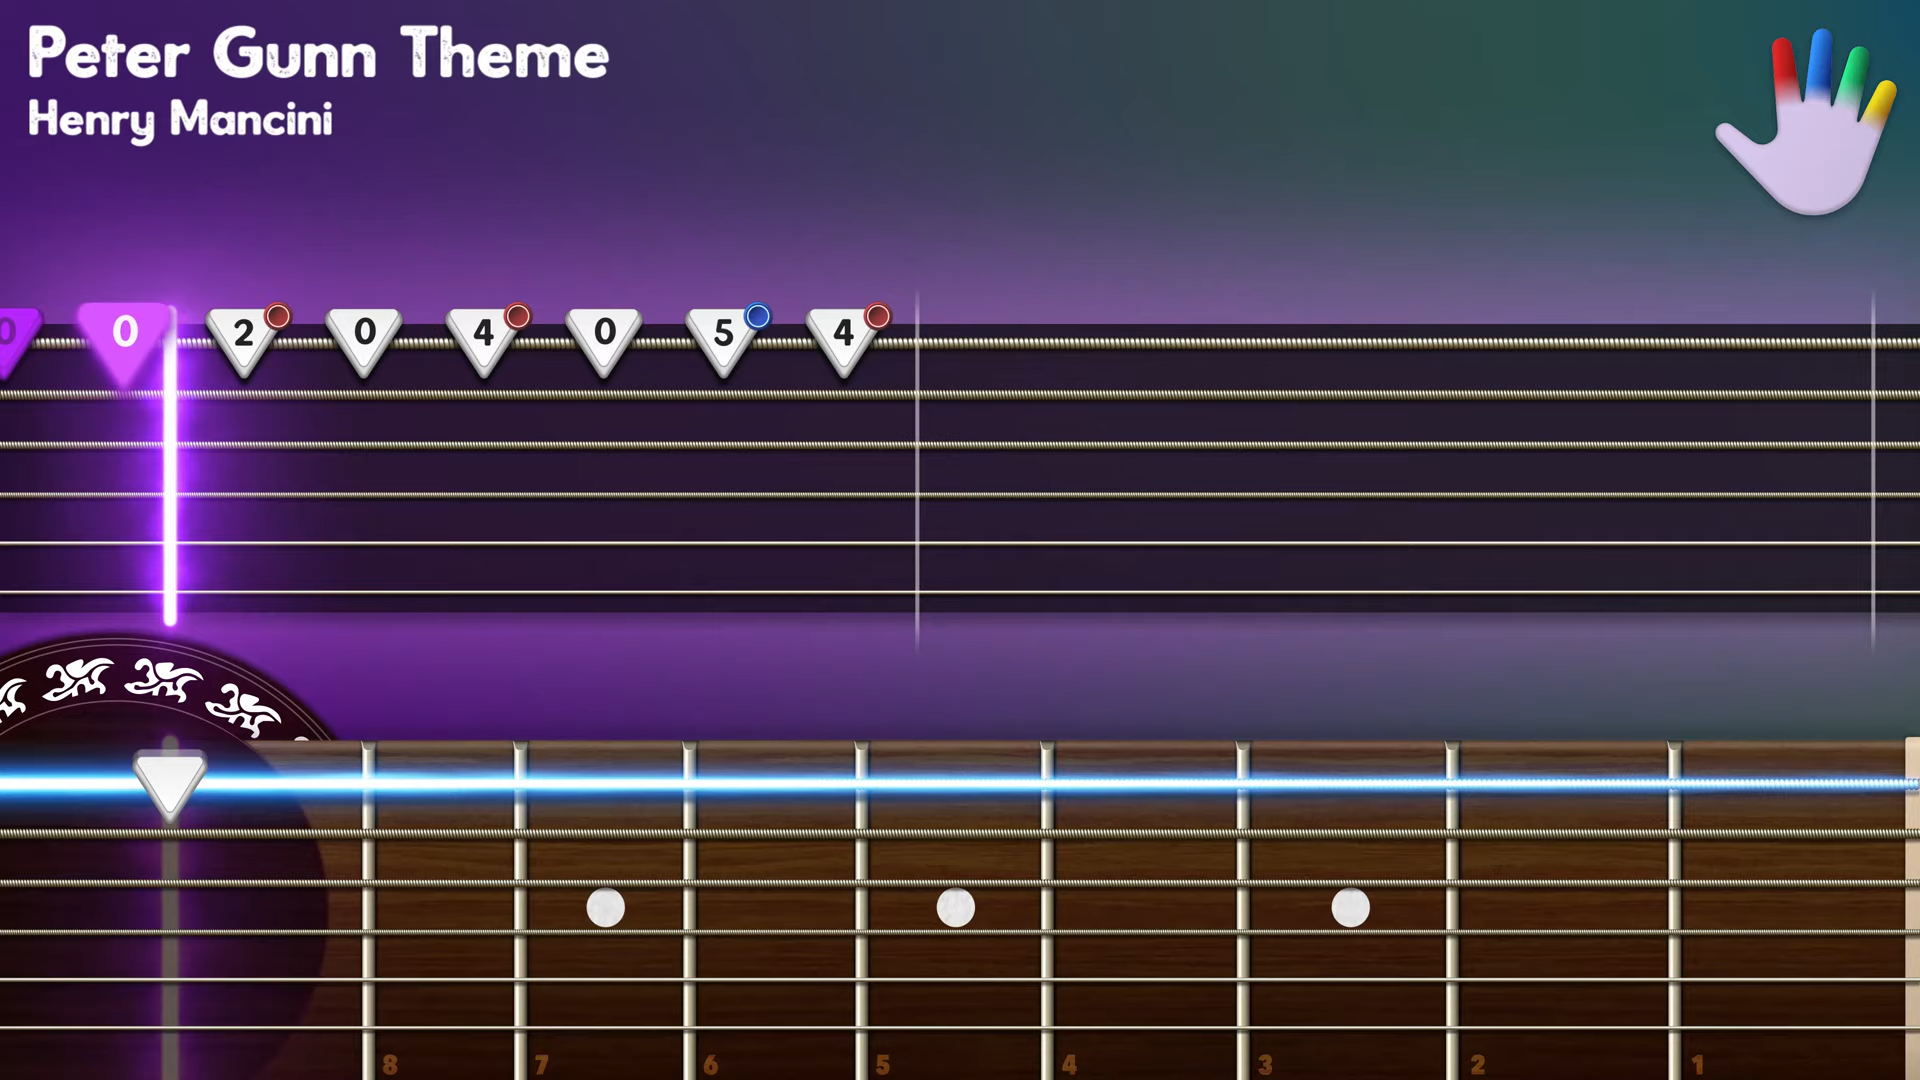 Peter Gunn Theme
Henry Mancini
0 0 2 0 4 0 5 4
8 7 6 5 4 3 2 1